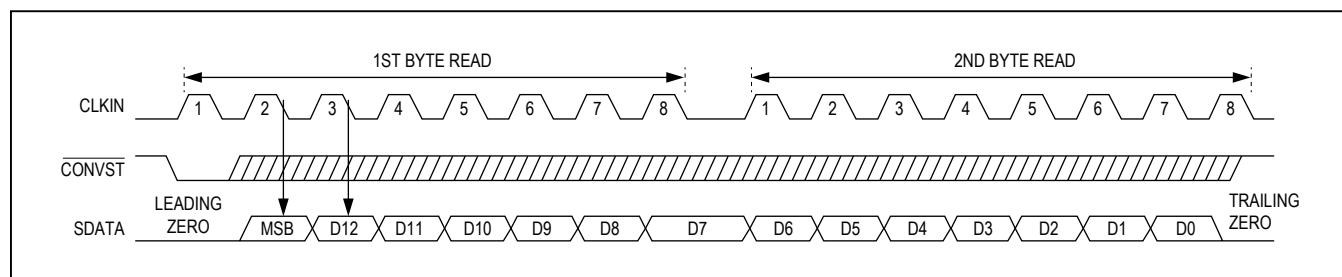 1ST BYTE READ 2ND BYTE READ
CLKIN 1 2 3 4 5 6 7 8 1 2 3 4 5 6 7 8
CONVST
LEADING ZERO
TRAILING ZERO
SDATA MSB D12 D11 D10 D9 D8 D7 D6 D5 D4 D3 D2 D1 D0